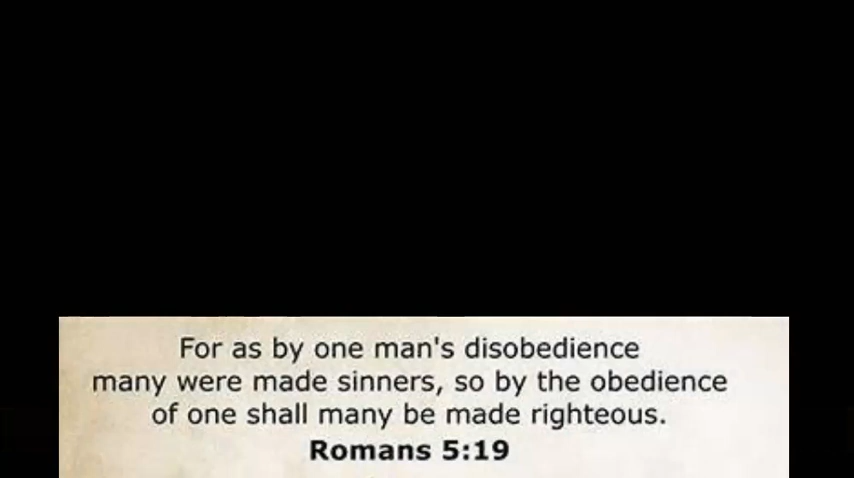 For as by one man's disobedience
many were made sinners, so by the obedience
of one shall many be made righteous.
Romans 5:19